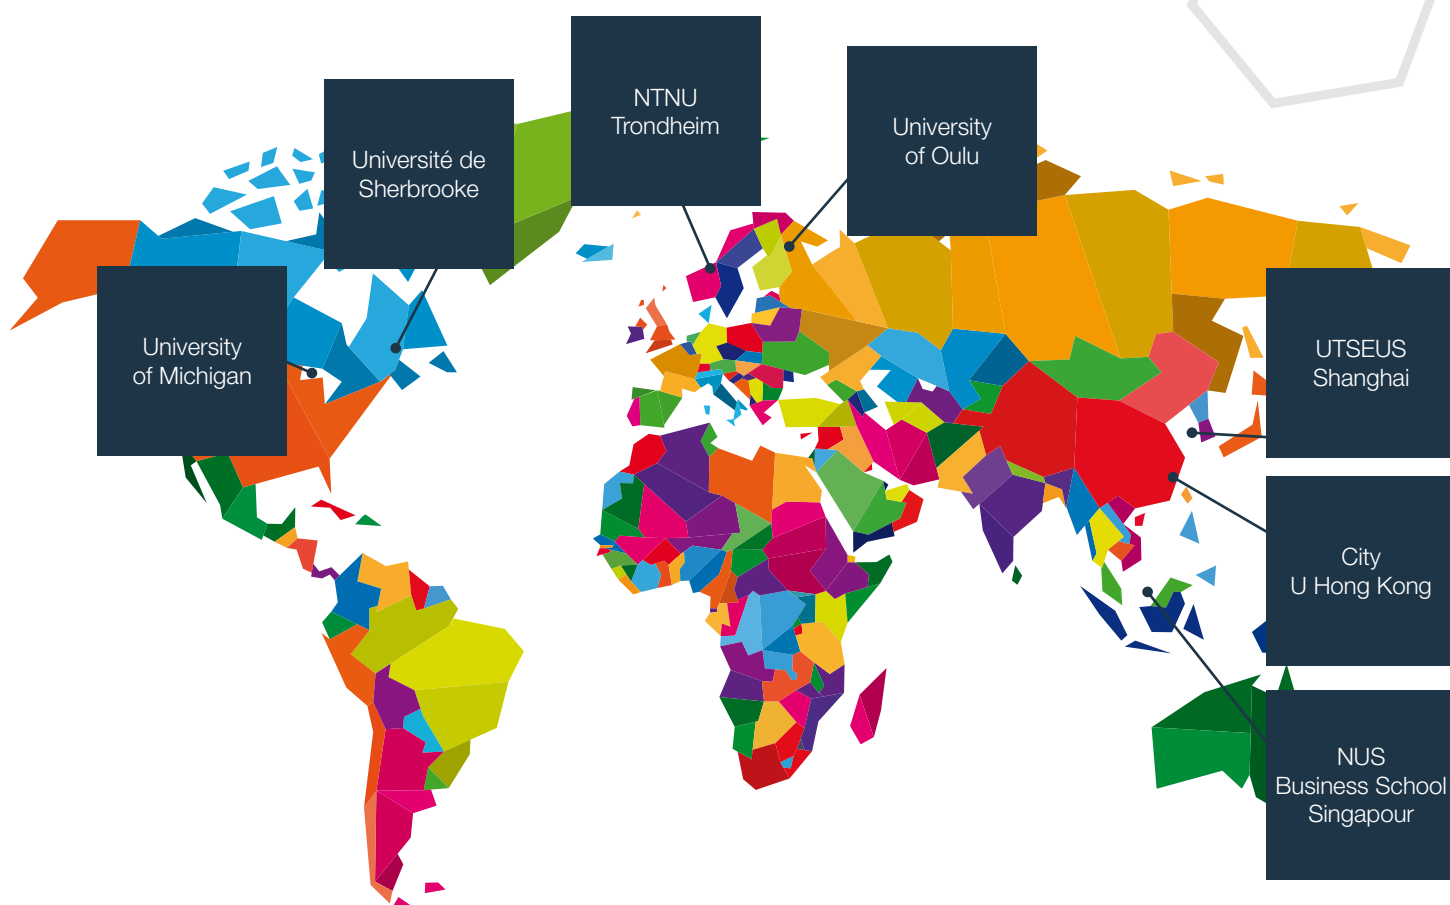 NTNU
Trondheim
University
of Oulu
Université de
Sherbrooke
University
of Michigan
UTSEUS
Shanghai
City
U Hong Kong
NUS
Business School
Singapour